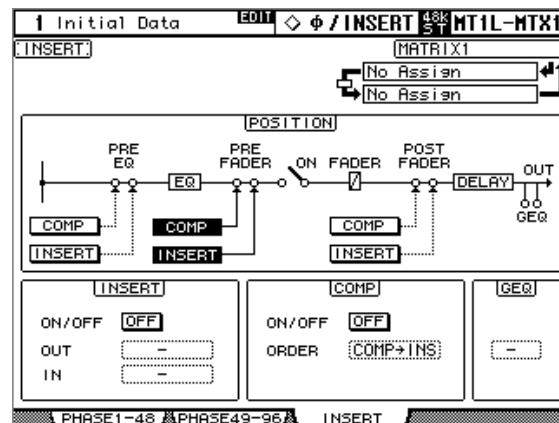 1 Initial Data EDIT ◇ Φ/INSERT 48k ST MT1L-MTX1
INSERT MATRIX1
No Assign
No Assign
POSITION
PRE EQ PRE FADER ON FADER POST FADER OUT
EQ DELAY
GEQ
COMP COMP COMP
INSERT INSERT INSERT
INSERT COMP GEQ
ON/OFF OFF ON/OFF OFF
OUT - ORDER COMP→INS -
IN -
PHASE1-48 PHASE49-96 INSERT